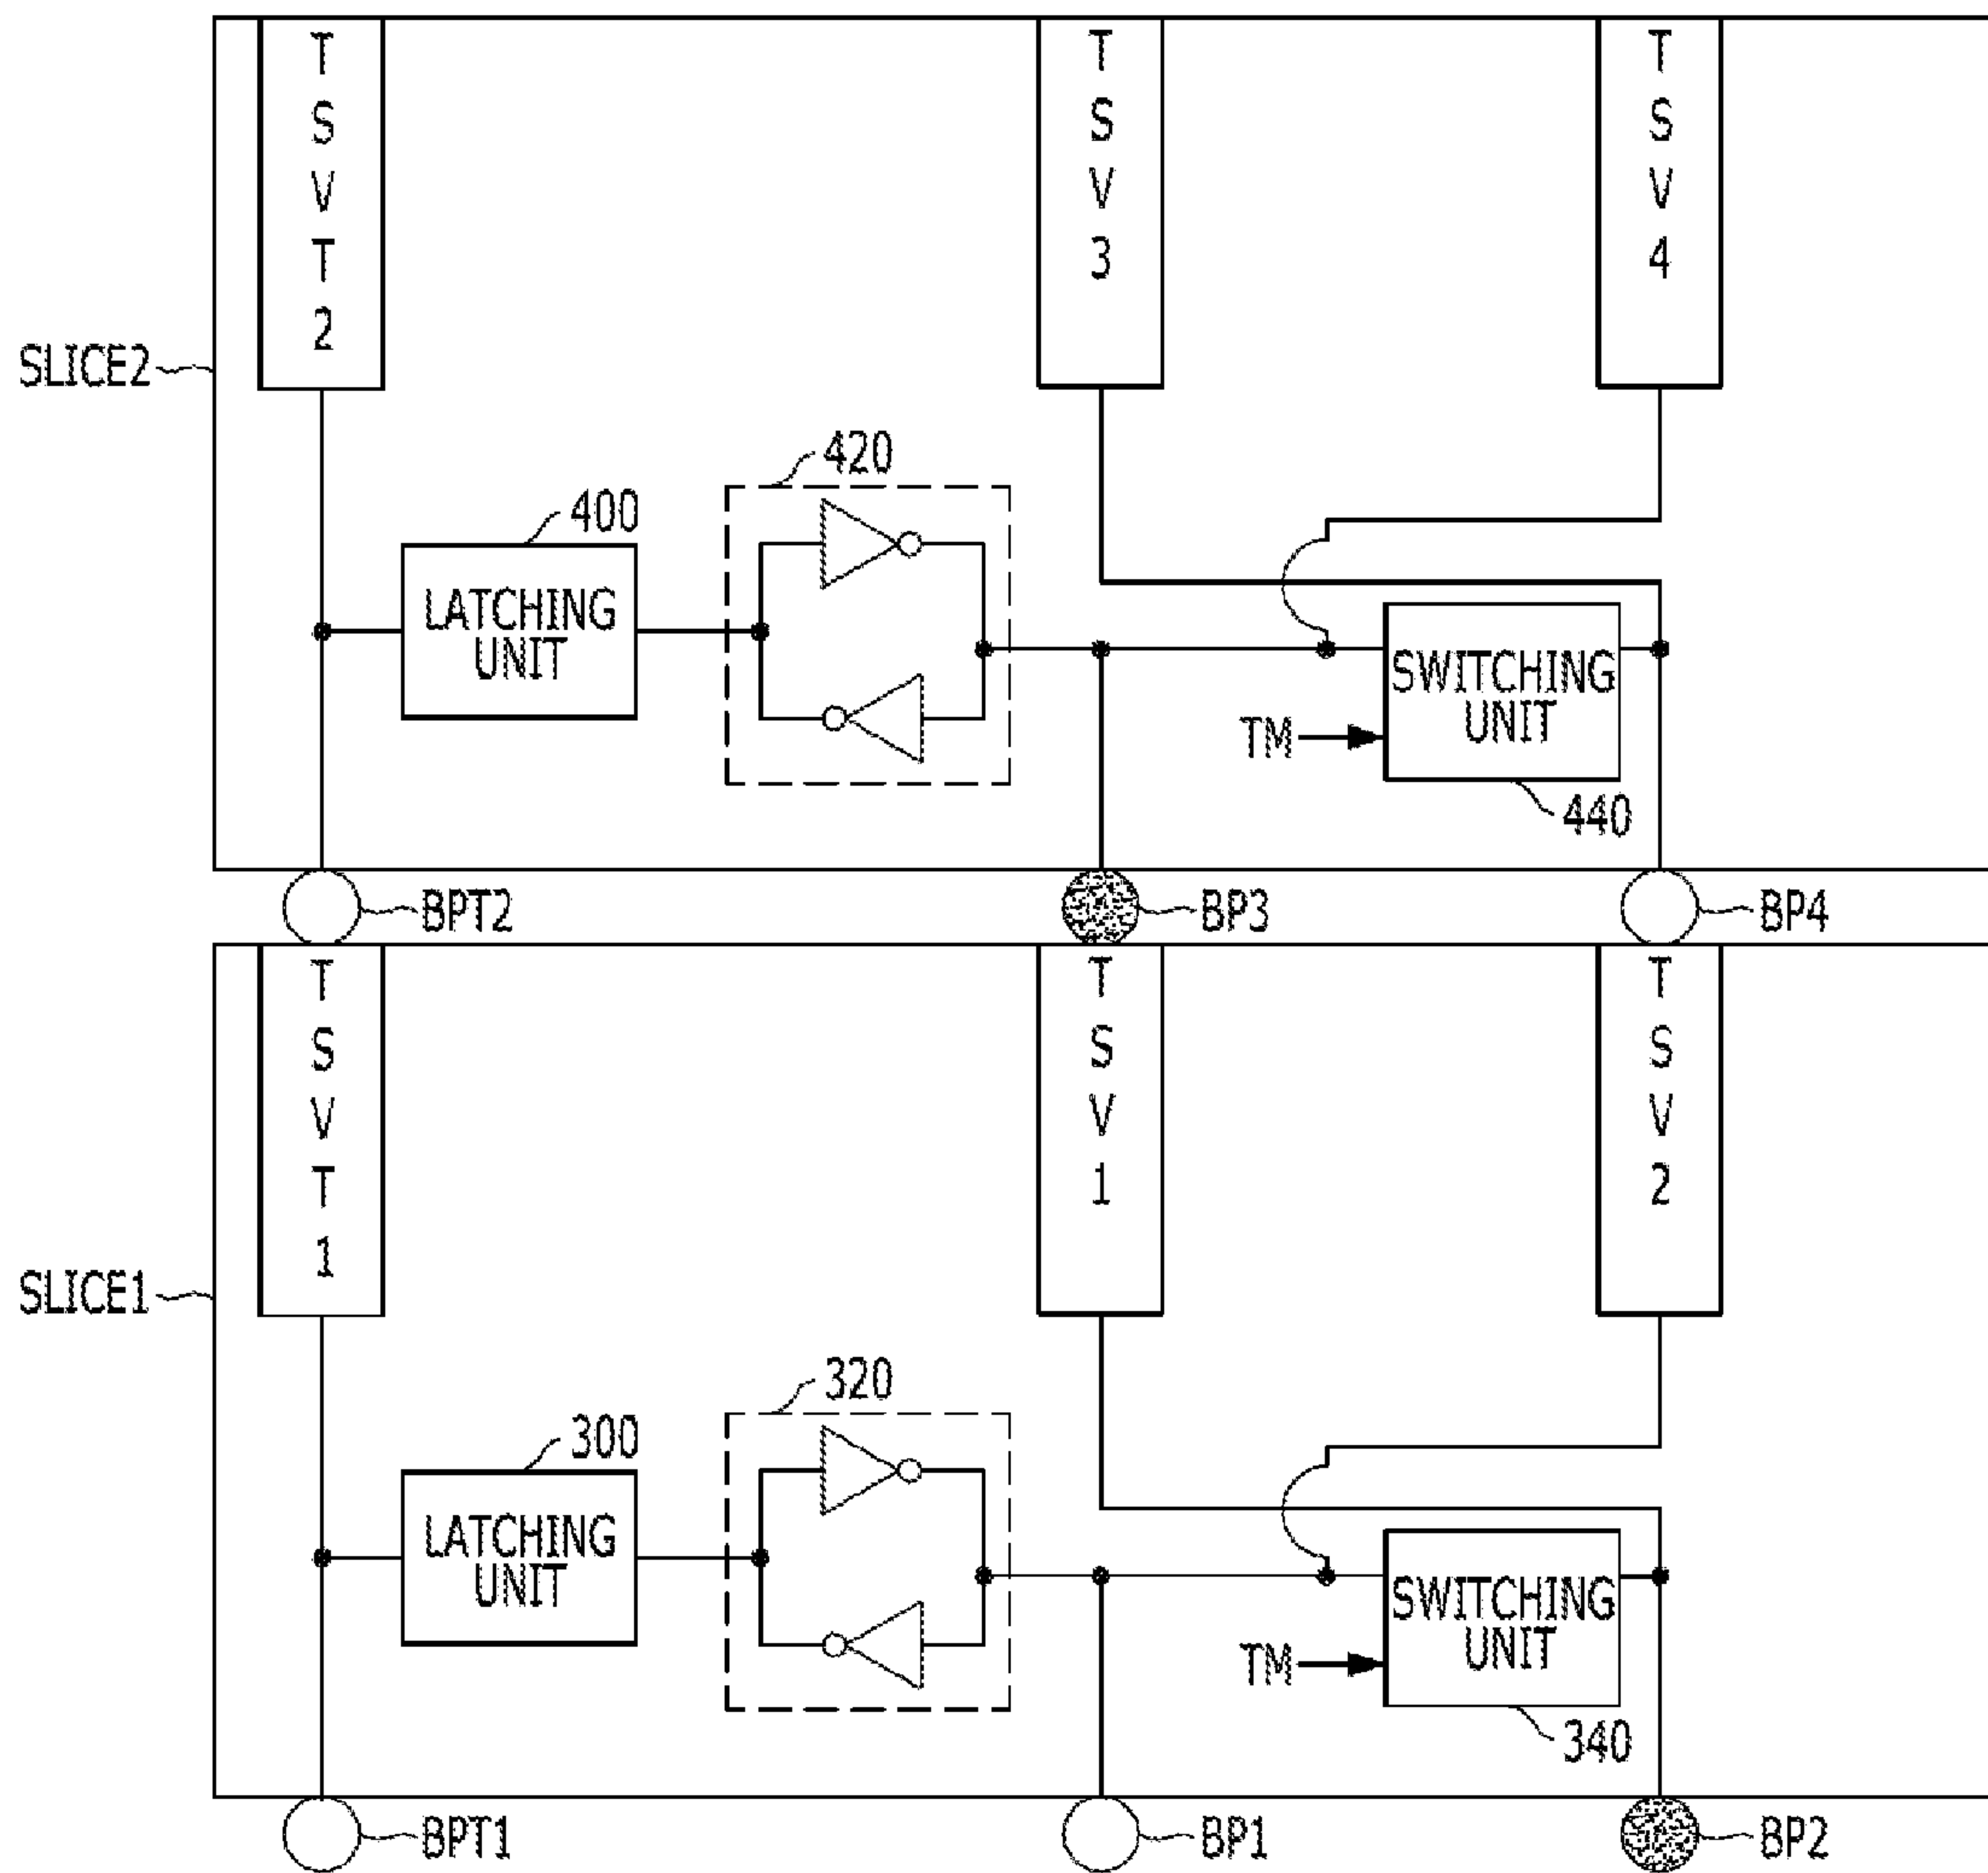 TSVT2
TSV3
TSV4
SLICE2
420
400
LATCHING
UNIT
SWITCHING
UNIT
TM
440
BPT2
BP3
BP4
TSVT1
TSV1
TSV2
SLICE1
320
300
LATCHING
UNIT
SWITCHING
UNIT
TM
340
BPT1
BP1
BP2